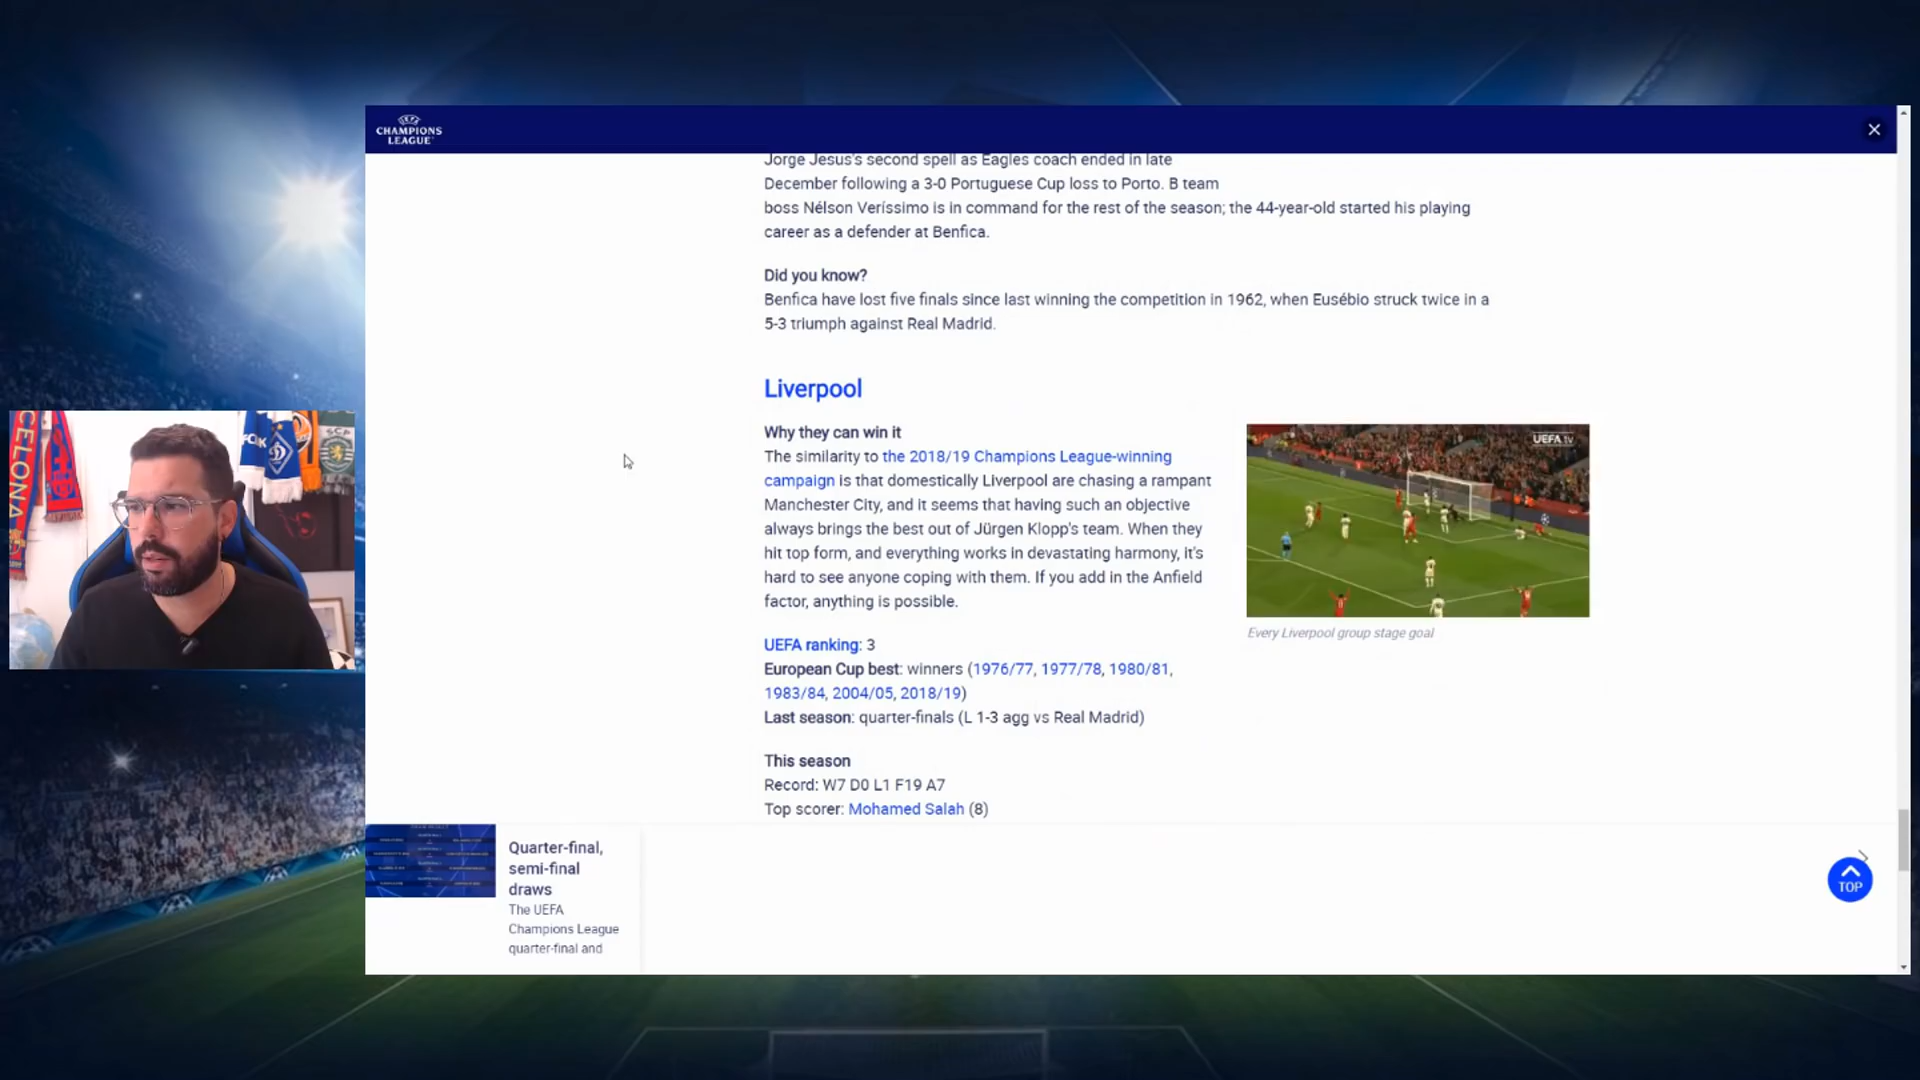 UEFA
CHAMPIONS
LEAGUE
Jorge Jesus's second spell as Eagles coach ended in late
December following a 3-0 Portuguese Cup loss to Porto. B team
boss Nélson Veríssimo is in command for the rest of the season; the 44-year-old started his playing
career as a defender at Benfica.
Did you know?
Benfica have lost five finals since last winning the competition in 1962, when Eusébio struck twice in a
5-3 triumph against Real Madrid.
Liverpool
Why they can win it
The similarity to the 2018/19 Champions League-winning
campaign is that domestically Liverpool are chasing a rampant
Manchester City, and it seems that having such an objective
always brings the best out of Jürgen Klopp's team. When they
hit top form, and everything works in devastating harmony, it's
hard to see anyone coping with them. If you add in the Anfield
factor, anything is possible.
UEFA.tv
Every Liverpool group stage goal
UEFA ranking: 3
European Cup best: winners (1976/77, 1977/78, 1980/81,
1983/84, 2004/05, 2018/19)
Last season: quarter-finals (L 1-3 agg vs Real Madrid)
This season
Record: W7 D0 L1 F19 A7
Top scorer: Mohamed Salah (8)
Quarter-final,
semi-final
draws
The UEFA
Champions League
quarter-final and
TOP
CELONA
SCP